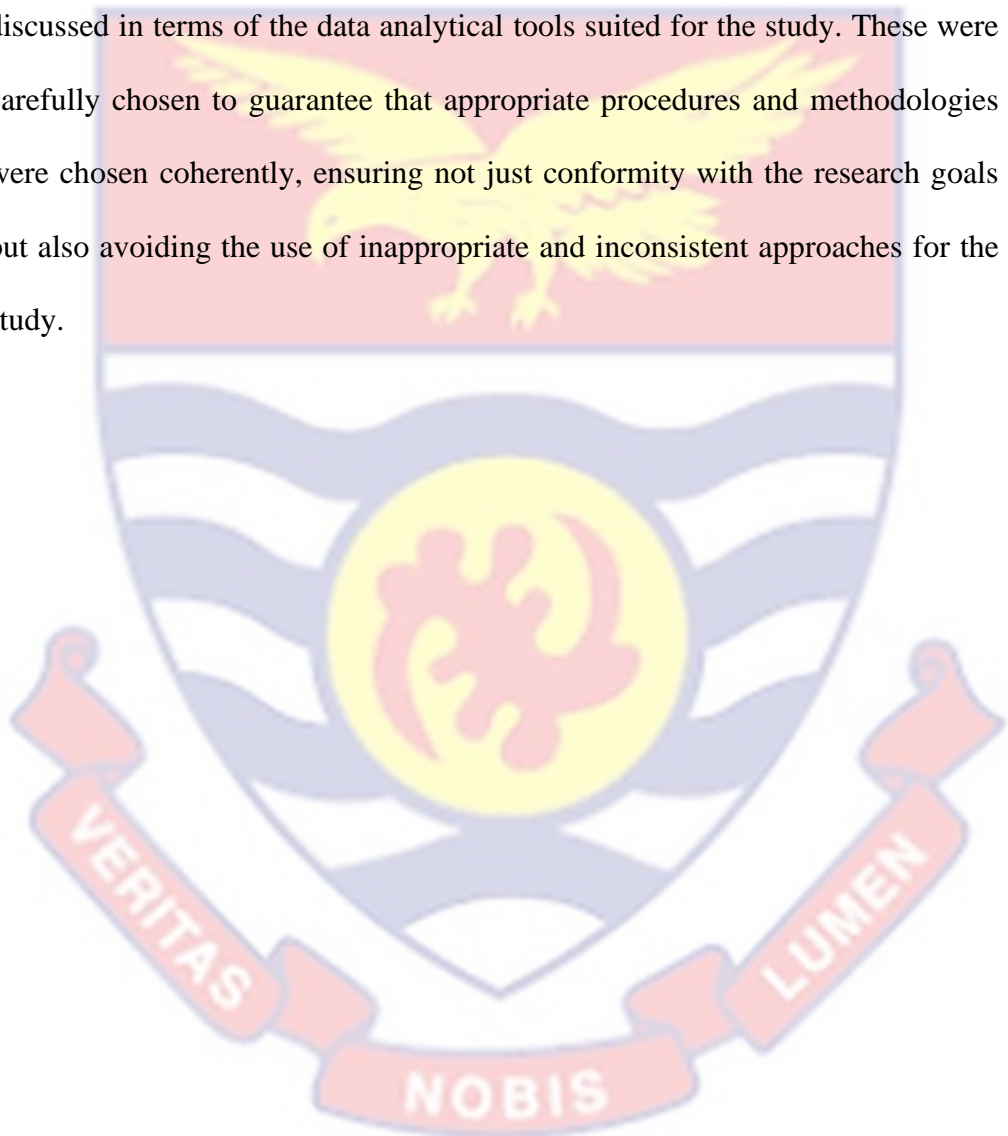 discussed in terms of the data analytical tools suited for the study. These were
carefully chosen to guarantee that appropriate procedures and methodologies
were chosen coherently, ensuring not just conformity with the research goals
but also avoiding the use of inappropriate and inconsistent approaches for the
study.
VERITAS
NOBIS
LUMEN